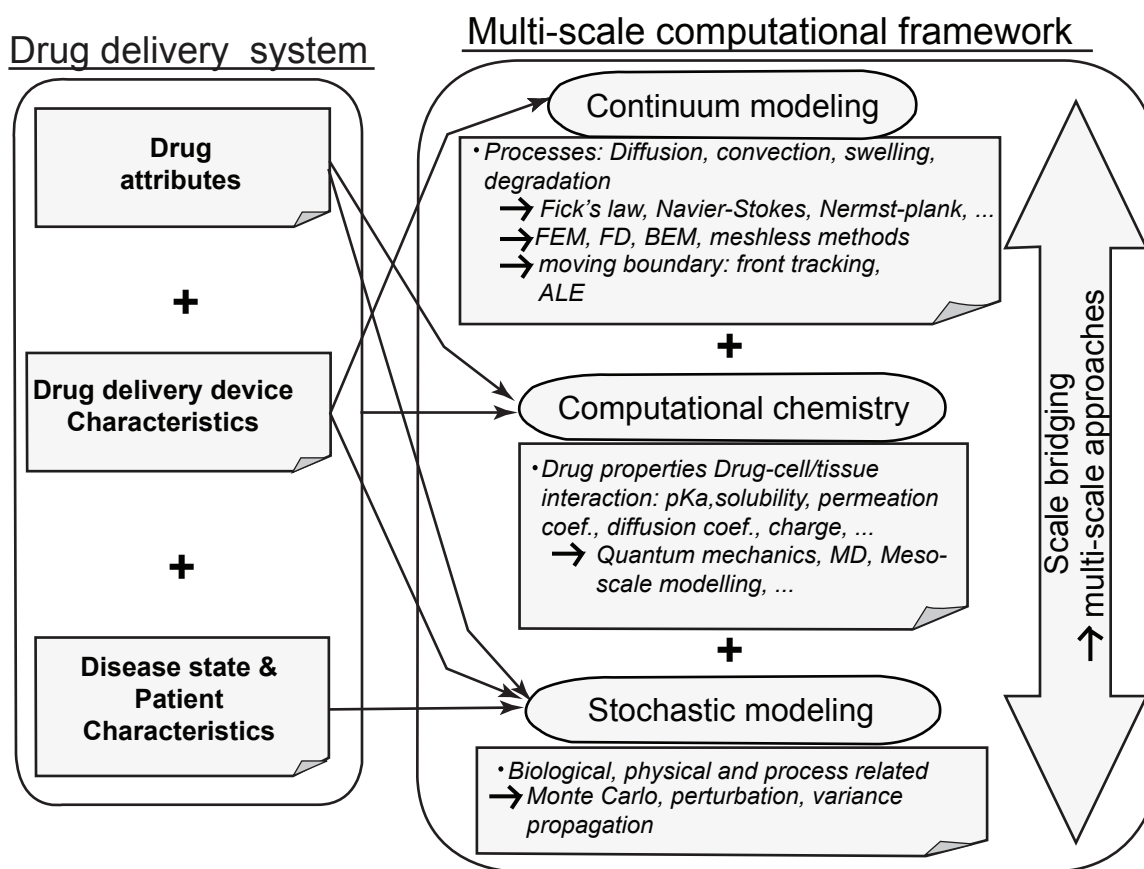 Drug delivery  system
Drug
attributes
+
Drug delivery device
Characteristics
+
Disease state &
Patient
Characteristics
Multi-scale computational framework
Continuum modeling
• Processes: Diffusion, convection, swelling,
degradation
→ Fick's law, Navier-Stokes, Nermst-plank, ...
→ FEM, FD, BEM, meshless methods
→ moving boundary: front tracking,
ALE
+
Computational chemistry
• Drug properties Drug-cell/tissue
interaction: pKa,solubility, permeation
coef., diffusion coef., charge, ...
→ Quantum mechanics, MD, Meso-
scale modelling, ...
+
Stochastic modeling
• Biological, physical and process related
→ Monte Carlo, perturbation, variance
propagation
Scale bridging
→ multi-scale approaches